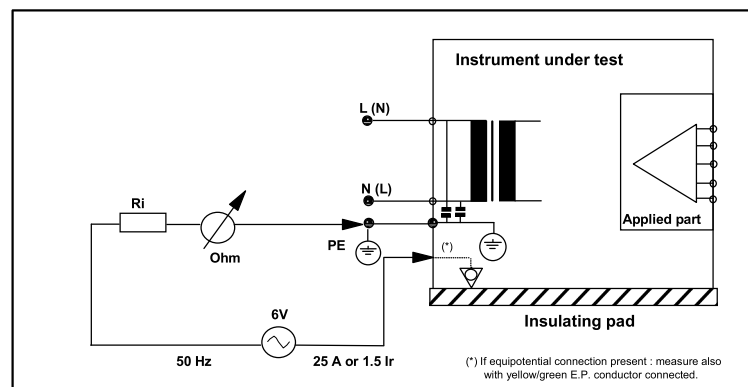 Instrument under test
L (N)
N (L)
Ri
Applied part
PE
(*)
Ohm
6V
Insulating pad
50 Hz
25 A or 1.5 Ir
(*) If equipotential connection present : measure also
with yellow/green E.P. conductor connected.